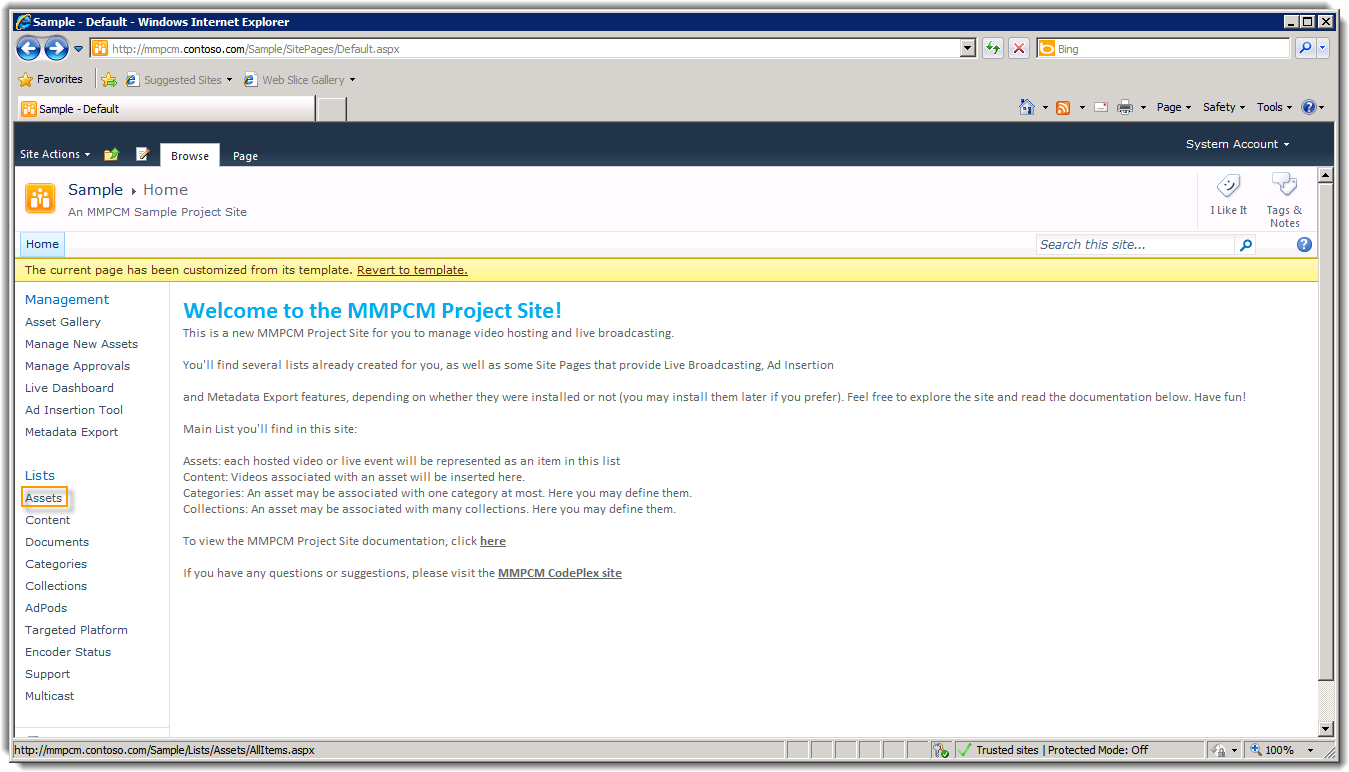 Sample - Default - Windows Internet Explorer
http://mmpcm.contoso.com/Sample/SitePages/Default.aspx
Bing
Favorites
Suggested Sites
Web Slice Gallery
Sample - Default
Page
Safety
Tools
Site Actions
Browse
Page
System Account
Sample
Home
An MMPCM Sample Project Site
I Like It
Tags &
Notes
Home
Search this site...
The current page has been customized from its template. Revert to template.
Management
Asset Gallery
Manage New Assets
Manage Approvals
Live Dashboard
Ad Insertion Tool
Metadata Export
Lists
Assets
Content
Documents
Categories
Collections
AdPods
Targeted Platform
Encoder Status
Support
Multicast
Welcome to the MMPCM Project Site!
This is a new MMPCM Project Site for you to manage video hosting and live broadcasting.
You'll find several lists already created for you, as well as some Site Pages that provide Live Broadcasting, Ad Insertion
and Metadata Export features, depending on whether they were installed or not (you may install them later if you prefer). Feel free to explore the site and read the documentation below. Have fun!
Main List you'll find in this site:
Assets: each hosted video or live event will be represented as an item in this list
Content: Videos associated with an asset will be inserted here.
Categories: An asset may be associated with one category at most. Here you may define them.
Collections: An asset may be associated with many collections. Here you may define them.
To view the MMPCM Project Site documentation, click here
If you have any questions or suggestions, please visit the MMPCM CodePlex site
http://mmpcm.contoso.com/Sample/Lists/Assets/AllItems.aspx
Trusted sites | Protected Mode: Off
100%